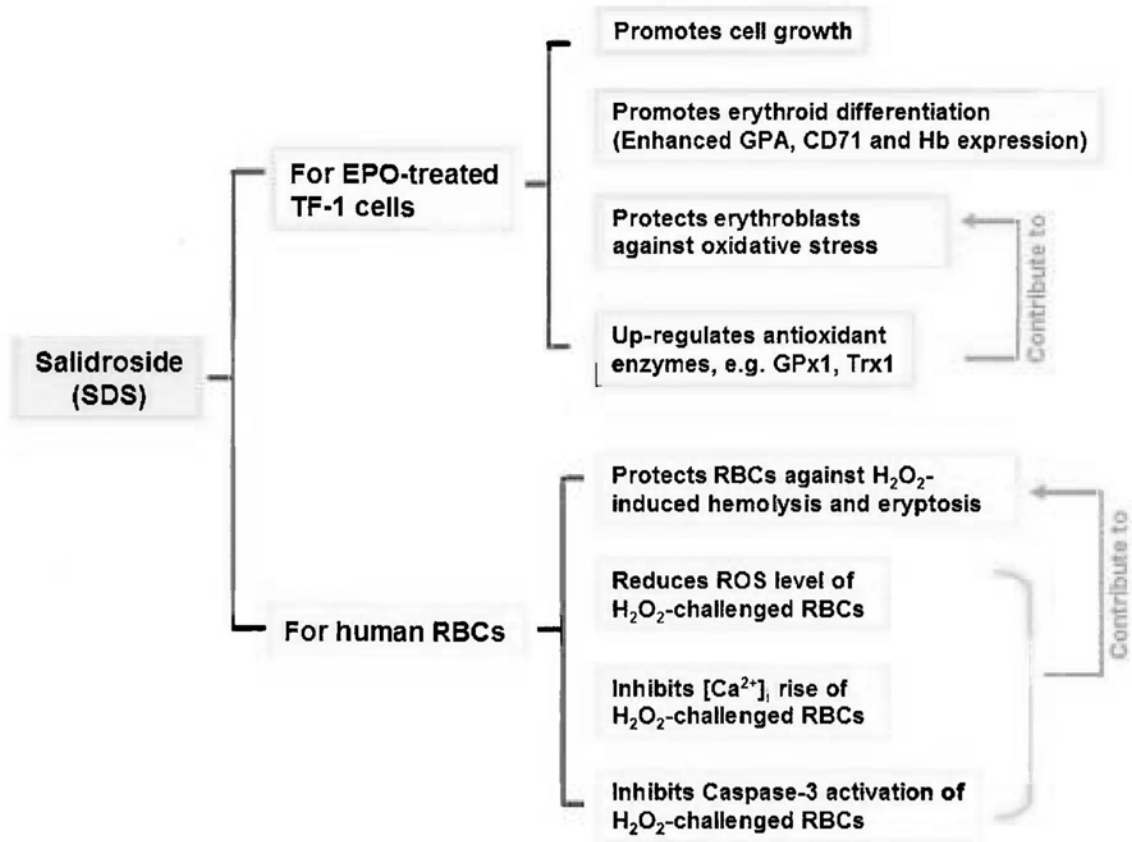 Promotes cell growth
Promotes erythroid differentiation
(Enhanced GPA, CD71 and Hb expression)
For EPO-treated
TF-1 cells
Protects erythroblasts
against oxidative stress
Contribute to
Up-regulates antioxidant
enzymes, e.g. GPx1, Trx1
Salidroside
(SDS)
Protects RBCs against H₂O₂-
induced hemolysis and eryptosis
Contribute to
Reduces ROS level of
H₂O₂-challenged RBCs
For human RBCs
Inhibits [Ca²⁺]ᵢ rise of
H₂O₂-challenged RBCs
Inhibits Caspase-3 activation of
H₂O₂-challenged RBCs